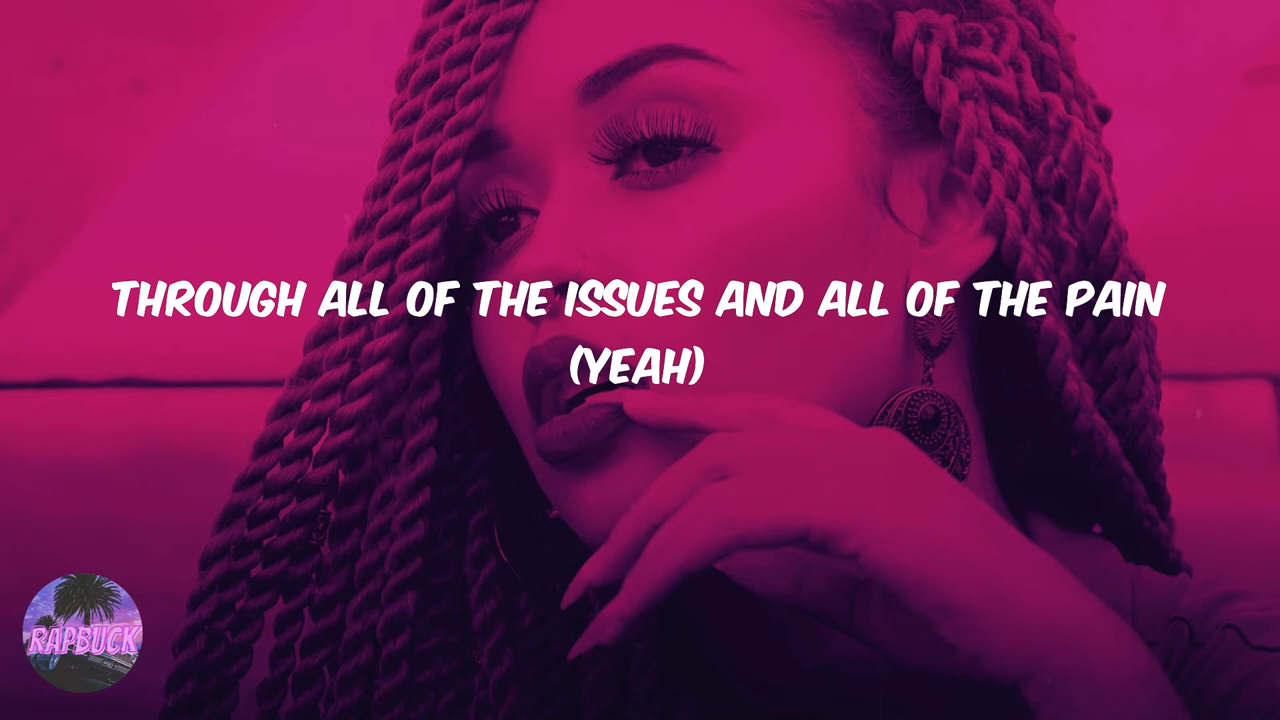 THROUGH ALL OF THE ISSUES AND ALL OF THE PAIN
(YEAH)
RAPBUCK